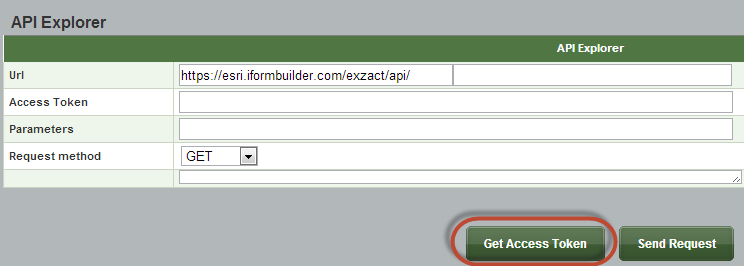 API Explorer
API Explorer
Url https://esri.iformbuilder.com/exzact/api/
Access Token
Parameters
Request method GET
Get Access Token Send Request